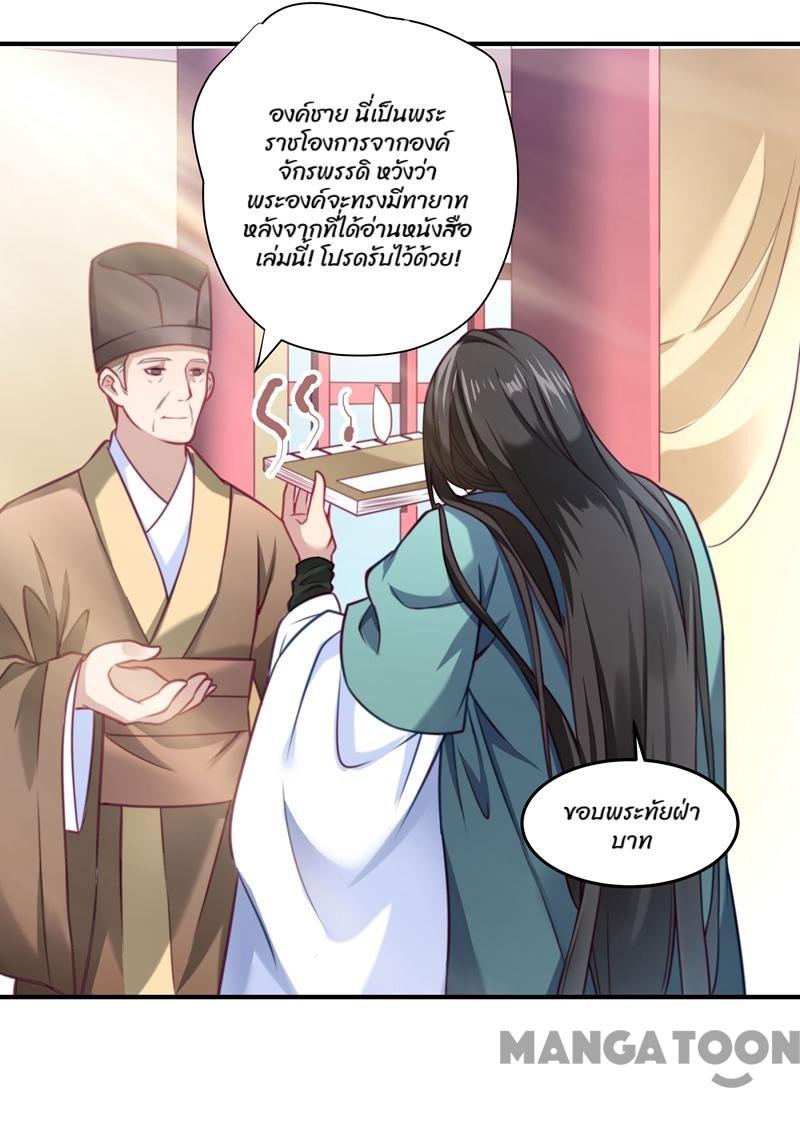 องค์ชาย นี่เป็นพระ
ราชโองการจากองค์
จักรพรรดิ หวังว่า
พระองค์จะทรงมีทายาท
หลังจากที่ได้อ่านหนังสือ
เล่มนี้! โปรดรับไว้ด้วย!
ขอบพระทัยฝ่า
บาท
MANGATOON